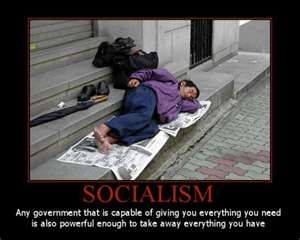 SOCIALISM
Any government that is capable of giving you everything you need
is also powerful enough to take away everything you have